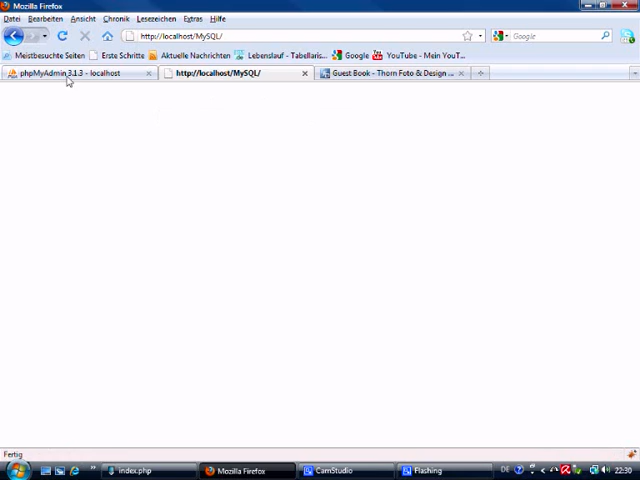 Mozilla Firefox
Datei Bearbeiten Ansicht Chronik Lesezeichen Extras Hilfe
http://localhost/MySQL/ Google
Meistbesuchte Seiten Erste Schritte Aktuelle Nachrichten Lebenslauf - Tabellaris... Google YouTube - Mein YouT...
phpMyAdmin 3.1.3 - localhost http://localhost/MySQL/ Guest Book - Thorn Foto & Design ...
Fertig
index.php Mozilla Firefox CamStudio Flashing DE 22:30